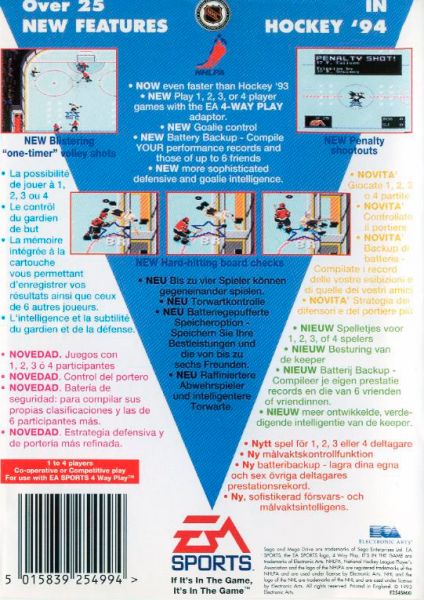 Over 25
NEW FEATURES
IN
HOCKEY '94
NHLPA
PENALTY SHOT!
NEW Blistering
"one-timer" volley shots
• NOW even faster than Hockey '93
• NEW Play 1, 2, 3, or 4 player
games with the EA 4-WAY PLAY
adaptor.
• NEW Goalie control
• NEW Battery Backup - Compile
YOUR performance records and
those of up to 6 friends
• NEW more sophisticated
defensive and goalie intelligence.
NEW Penalty
shootouts
• La possibilité
de jouer à 1,
2, 3 ou 4
• Le control
du gardien
de but
• La mémoire
intégrée à la
cartouche
vous permettant
d'enregistrer vos
résultats ainsi que ceux
de 6 autres joueurs.
• L'intelligence et la subtilité
du gardien et de la défense.
NEW Hard-hitting board checks
• NOVITA'
Giocate 1, 2, 3
o 4 partite
• NOVITA'
Controllate
il portiere
• NOVITA'
Backup di
batteria -
Compilate i record
delle vostre esibizioni e
di quelle dei vostri amici
• NOVITA' Strategia dei
difensori e del portiere più
• NEU Bis zu vier Spieler können
gegeneinander spielen.
• NEU Torwartkontrolle
• NEU Batteriegepufferte
Speicheroption -
Speichern Sie Ihre
Bestleistungen und
die von bis zu
sechs Freunden.
• NEU Raffiniertere
Abwehrspieler
und intelligentere
Torwarte.
• NOVEDAD. Juegos con
1, 2, 3 ó 4 participantes
• NOVEDAD. Control del portero
• NOVEDAD. Batería de
seguridad: para compilar sus
propias clasificaciones y las de
6 participantes más.
• NOVEDAD. Estrategia defensiva y
de portería más refinada.
• NIEUW Spelletjes voor
1, 2, 3, of 4 spelers
• NIEUW Besturing van
de keeper
• NIEUW Batterij Backup -
Compileer je eigen prestatie
records en die van 6 vrienden
of vriendinnen.
• NIEUW meer ontwikkelde, verde-
digende intelligentie van de keeper.
• Nytt spel för 1, 2, 3 eller 4 deltagare
• Ny målvaktskontrollfunktion
• Ny batteribackup - lagra dina egna
och sex övriga deltagares
prestationsrekord.
• Ny, sofistikerad försvars- och
målvaktsintelligens.
1 to 4 players
Co-operative or Competitive play
For use with EA SPORTS 4 Way Play™
5 015839 254994 >
EA
SPORTS™
If It's In The Game,
It's In The Game.™
ELECTRONIC ARTS®
Sega and Mega Drive are trademarks of Sega Enterprises Ltd. EA
SPORTS, the EA SPORTS logo, 4 Way Play, IT'S IN THE GAME are
trademarks of Electronic Arts. National Hockey League Player's
Association and the logo of the NHLPA are registered trademarks of the
NHLPA and are used under license by Electronic Arts. NHL and the
logo of the NHL are trademarks of the NHL and are used under license
by Electronic Arts. © 1993
Electronic Arts.